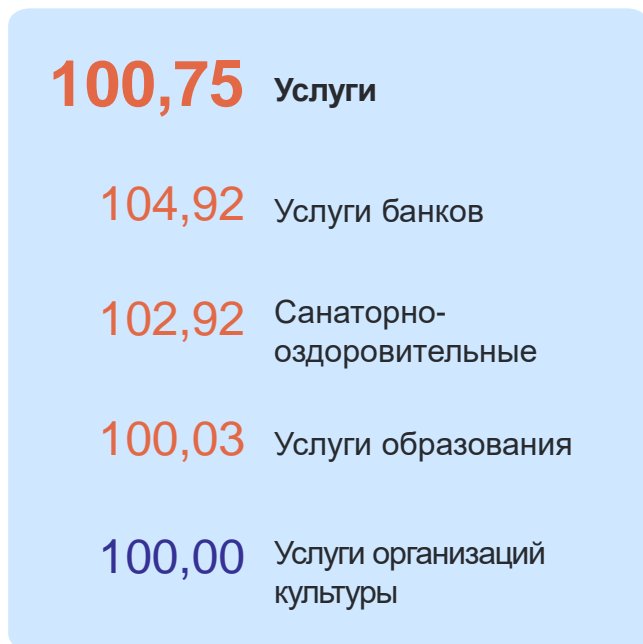 100,75 Услуги
104,92 Услуги банков
102,92 Санаторно-
оздоровительные
100,03 Услуги образования
100,00 Услуги организаций
культуры